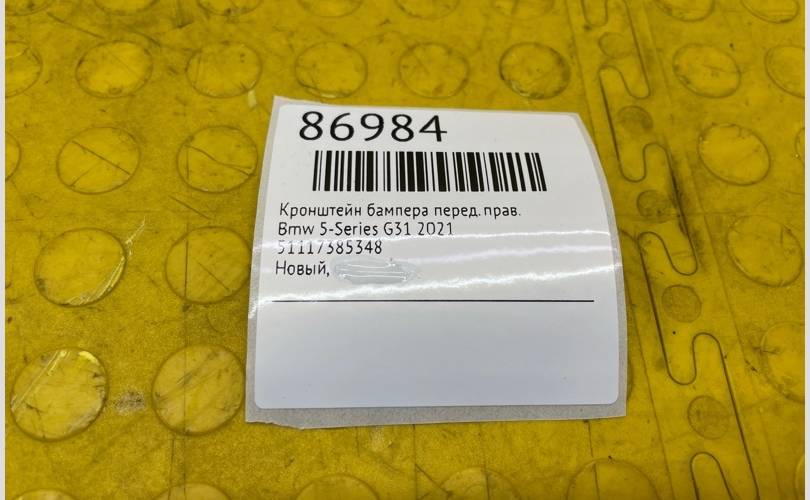 86984
Кронштейн бампера перед. прав.
Bmw 5-Series G31 2021
51117385348
Новый,